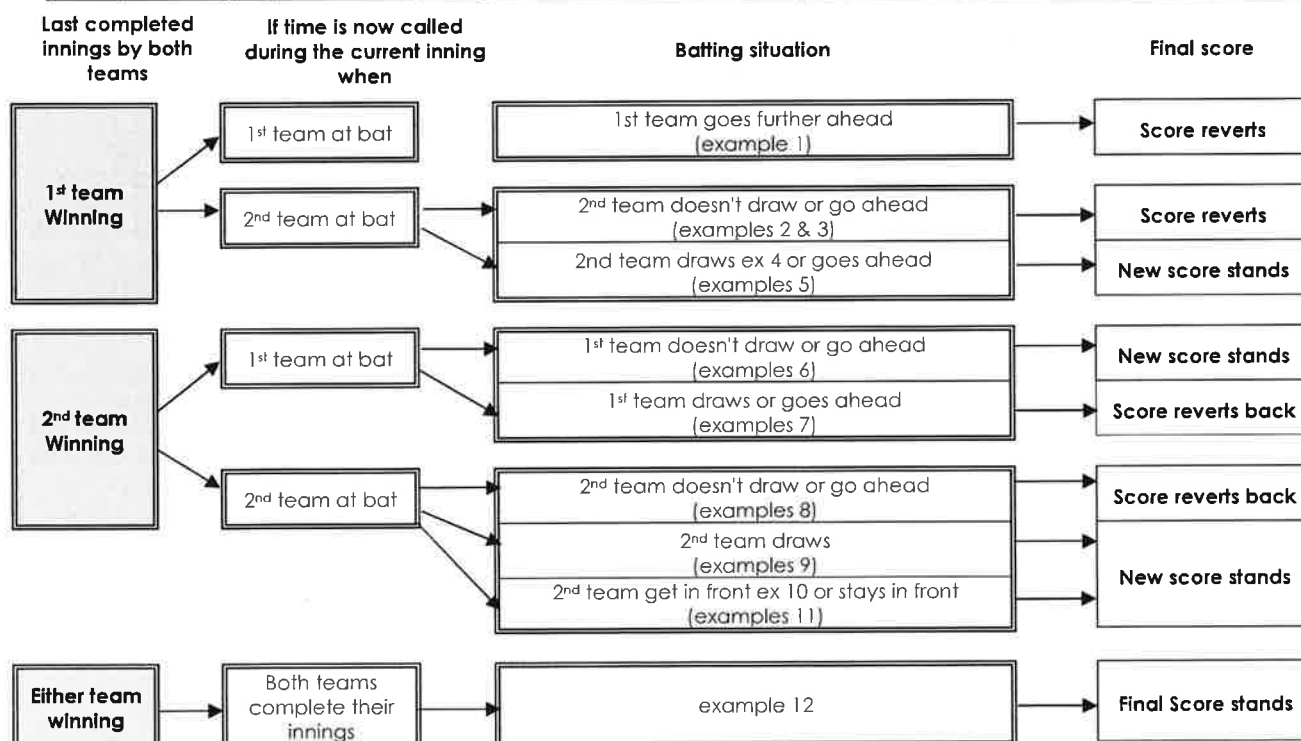 Last completed
innings by both
teams
If time is now called
during the current inning
when
Batting situation
Final score
1st team
Winning
1st team at bat
1st team goes further ahead
(example 1)
Score reverts
2nd team at bat
2nd team doesn't draw or go ahead
(examples 2 & 3)
Score reverts
2nd team draws ex 4 or goes ahead
(examples 5)
New score stands
2nd team
Winning
1st team at bat
1st team doesn't draw or go ahead
(examples 6)
New score stands
1st team draws or goes ahead
(examples 7)
Score reverts back
2nd team at bat
2nd team doesn't draw or go ahead
(examples 8)
Score reverts back
2nd team draws
(examples 9)
2nd team get in front ex 10 or stays in front
(examples 11)
New score stands
Either team
winning
Both teams
complete their
innings
example 12
Final Score stands